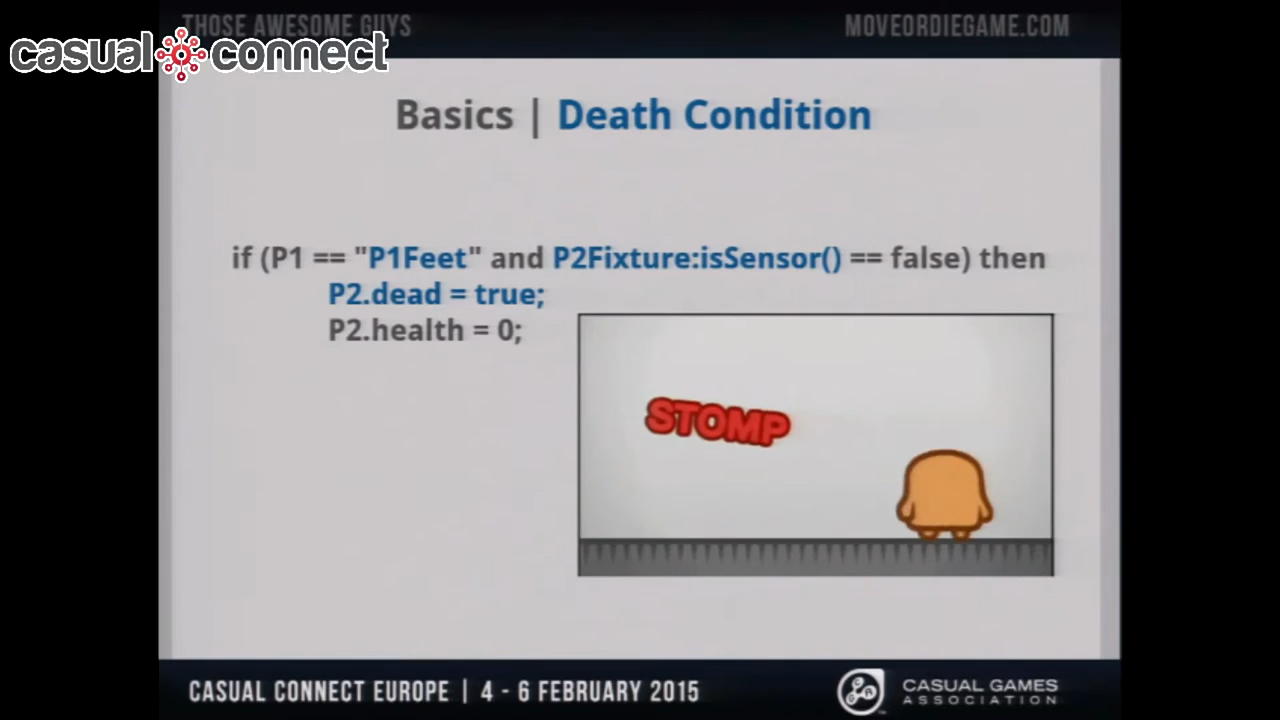 THOSE AWESOME GUYS
MOVEORDIEGAME.COM
casual connect
Basics | Death Condition
if (P1 == "P1Feet" and P2Fixture:isSensor() == false) then
P2.dead = true;
P2.health = 0;
STOMP
CASUAL CONNECT EUROPE | 4 - 6 FEBRUARY 2015
CASUAL GAMES
ASSOCIATION